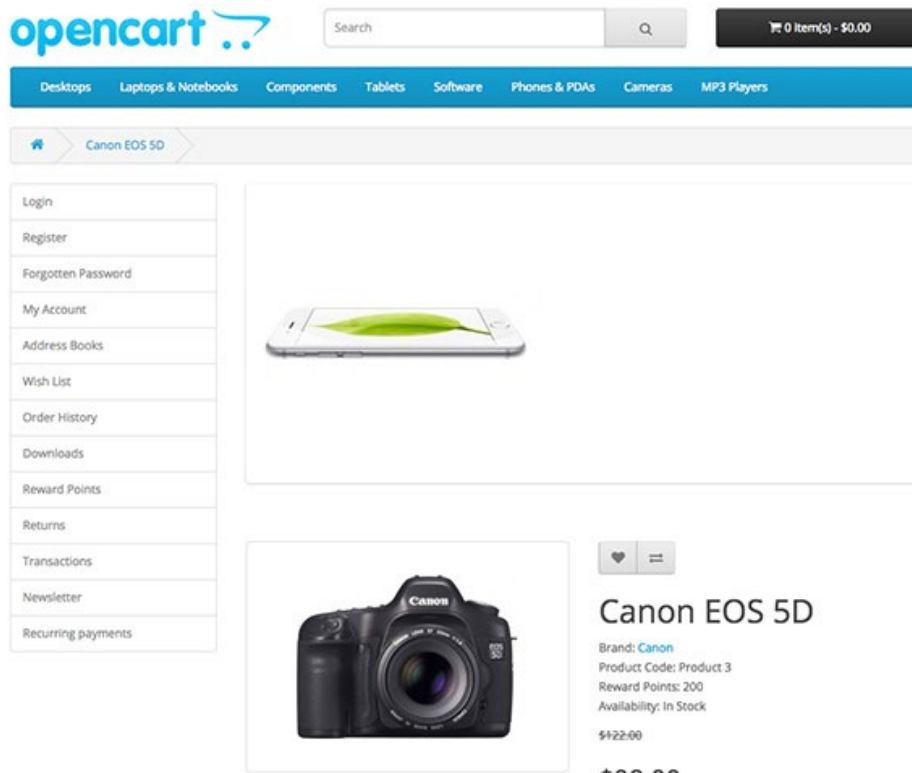 opencart
Search
0 item(s) - $0.00
Desktops
Laptops & Notebooks
Components
Tablets
Software
Phones & PDAs
Cameras
MP3 Players
Canon EOS 5D
Login
Register
Forgotten Password
My Account
Address Books
Wish List
Order History
Downloads
Reward Points
Returns
Transactions
Newsletter
Recurring payments
Canon
EOS
5D
Canon EOS 5D
Brand: Canon
Product Code: Product 3
Reward Points: 200
Availability: In Stock
$122.00